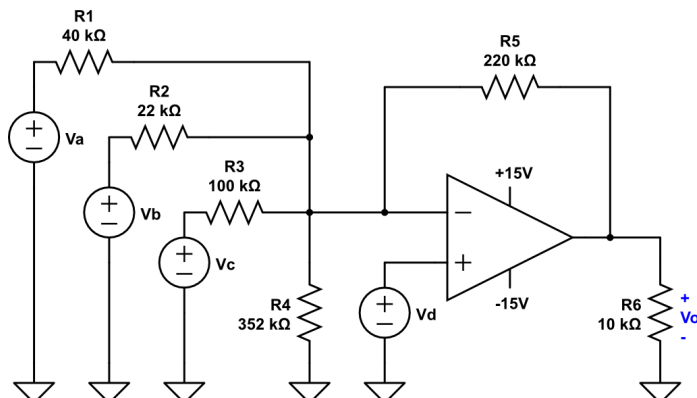 R1
40 kΩ
R5
220 kΩ
R2
22 kΩ
+
−
Va
R3
100 kΩ
+15V
+
−
Vb
−
+
−
Vc
+
R4
352 kΩ
+
−
Vd
-15V
R6
10 kΩ
+
Vo
-